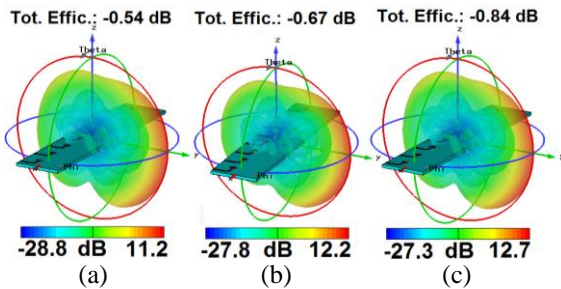 Tot. Effic.: -0.54 dB Tot. Effic.: -0.67 dB Tot. Effic.: -0.84 dB
z z z
Theta Theta Theta
y y
Phi Phi Phi
-28.8 dB 11.2 -27.8 dB 12.2 -27.3 dB 12.7
(a) (b) (c)